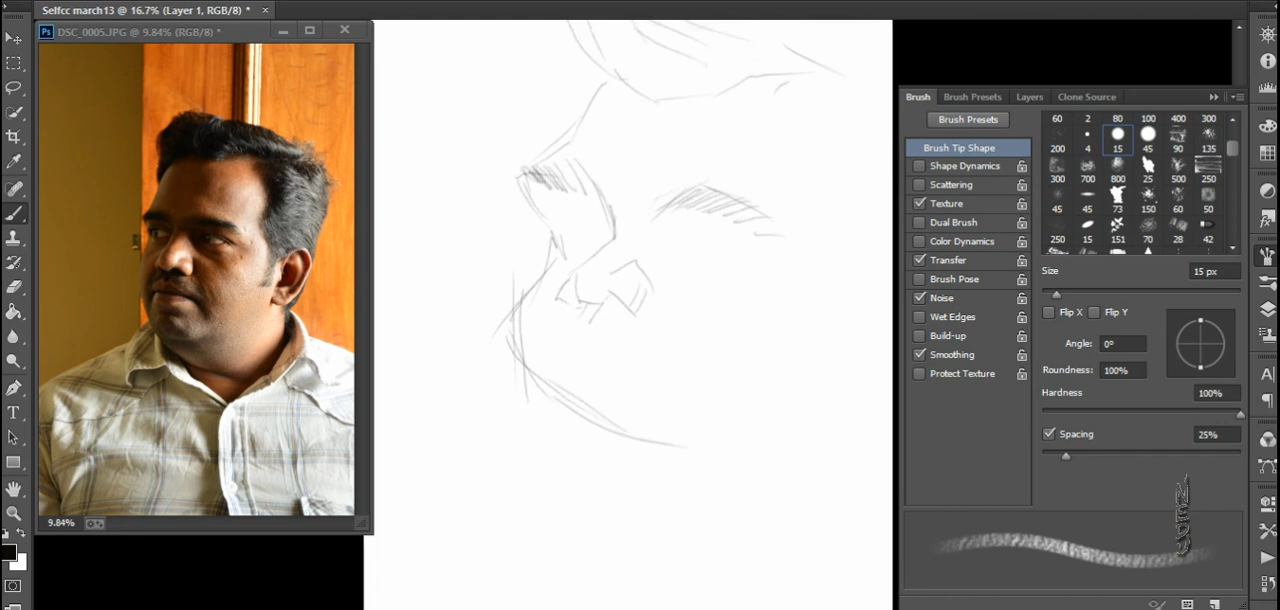 Selfcc march13 @ 16.7% (Layer 1, RGB/8) * ×
Ps DSC_0005.JPG @ 9.84% (RGB/8) *
9.84%
Brush Brush Presets Layers Clone Source
Brush Presets
Brush Tip Shape
Shape Dynamics
Scattering
Texture
Dual Brush
Color Dynamics
Transfer
Brush Pose
Noise
Wet Edges
Build-up
Smoothing
Protect Texture
60 2 80 100 400 300
200 4 15 45 90 135
300 700 800 25 500 250
45 45 73 150 60 50
250 15 151 70 28 42
Size 15 px
Flip X Flip Y
Angle: 0º
Roundness: 100%
Hardness 100%
Spacing 25%